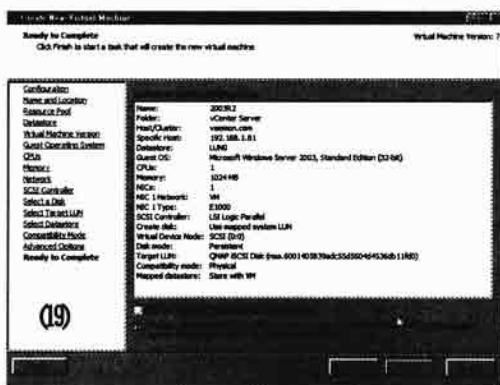 Create New Virtual Machine
Ready to Complete
Click Finish to start a task that will create the new virtual machine
Virtual Machine Version: 7
Configuration
Name and Location
Resource Pool
Datastore
Virtual Machine Version
Guest Operating System
CPUs
Memory
Network
SCSI Controller
Select a Disk
Select Target LUN
Select Datastore
Compatibility Mode
Advanced Options
Ready to Complete
Name: 2003R2
Folder: vCenter Server
Host/Cluster:
Specific Host: 192.168.1.81
Datastore: LUN0
Guest OS: Microsoft Windows Server 2003, Standard Edition (32-bit)
CPUs: 1
Memory: 1024 MB
NICs: 1
NIC 1 Network: VM
NIC 1 Type: E1000
SCSI Controller: LSI Logic Parallel
Create disk: Use mapped system LUN
Virtual Device Node: SCSI (0:0)
Disk mode: Persistent
Target LUN: QNAP iSCSI Disk
Compatibility mode: Physical
Mapped datastore: Store with VM
(19)